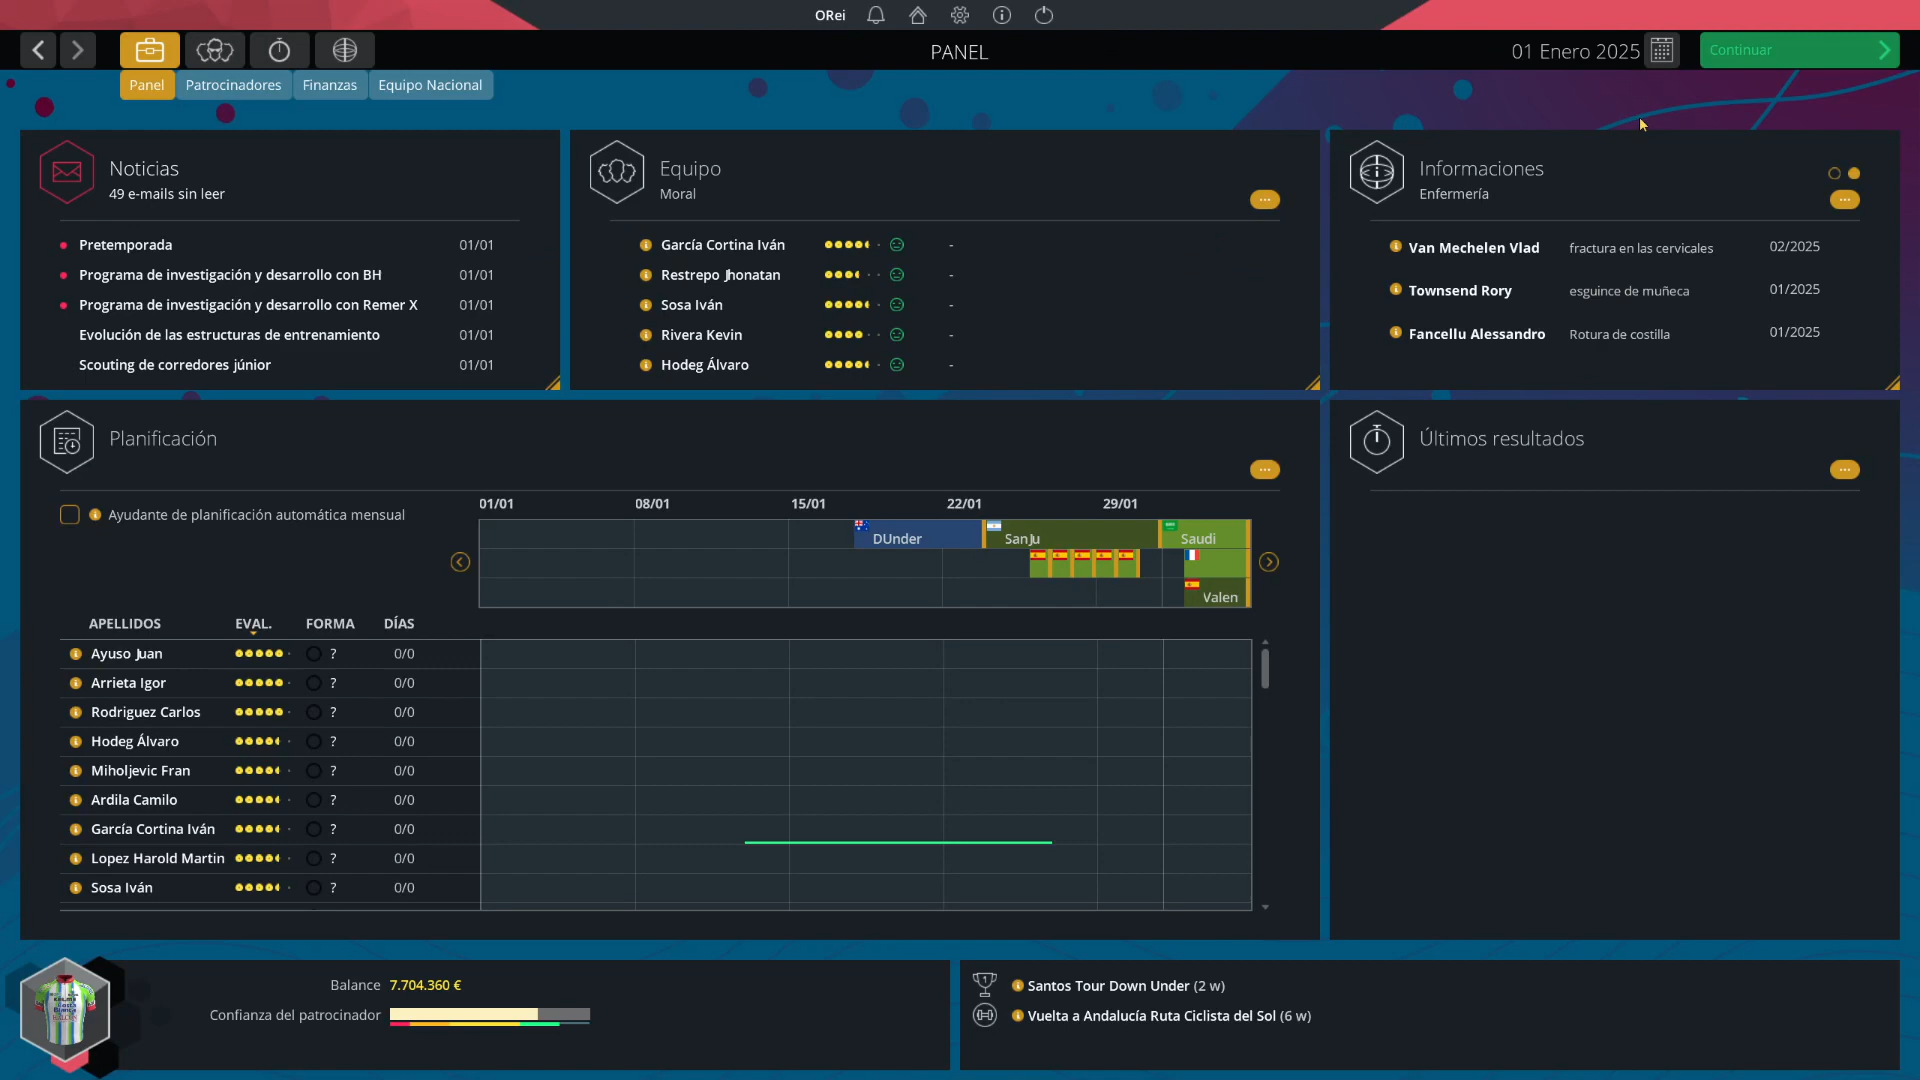 ORei
PANEL
01 Enero 2025
Continuar
Panel
Patrocinadores
Finanzas
Equipo Nacional
Noticias
49 e-mails sin leer
Pretemporada 01/01
Programa de investigación y desarrollo con BH 01/01
Programa de investigación y desarrollo con Remer X 01/01
Evolución de las estructuras de entrenamiento 01/01
Scouting de corredores júnior 01/01
Equipo
Moral
García Cortina Iván -
Restrepo Jhonatan -
Sosa Iván -
Rivera Kevin -
Hodeg Álvaro -
Informaciones
Enfermería
Van Mechelen Vlad fractura en las cervicales 02/2025
Townsend Rory esguince de muñeca 01/2025
Fancellu Alessandro Rotura de costilla 01/2025
Planificación
Ayudante de planificación automática mensual
01/01 08/01 15/01 22/01 29/01
DUnder SanJu Saudi
Valen
APELLIDOS EVAL. FORMA DÍAS
Ayuso Juan ? 0/0
Arrieta Igor ? 0/0
Rodriguez Carlos ? 0/0
Hodeg Álvaro ? 0/0
Miholjevic Fran ? 0/0
Ardila Camilo ? 0/0
García Cortina Iván ? 0/0
Lopez Harold Martin ? 0/0
Sosa Iván ? 0/0
Últimos resultados
Balance 7.704.360 €
Confianza del patrocinador
Santos Tour Down Under (2 w)
Vuelta a Andalucía Ruta Ciclista del Sol (6 w)